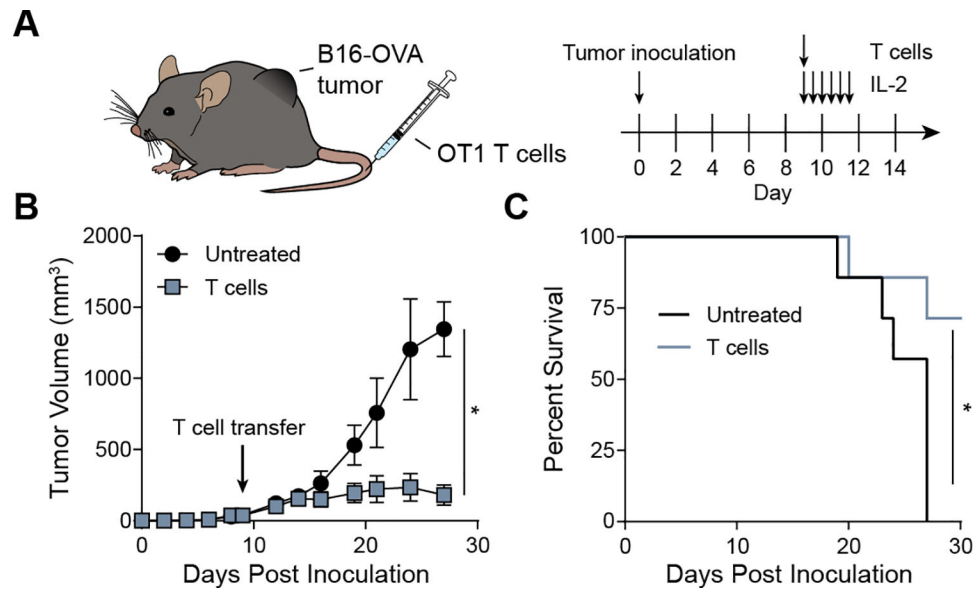 A
B16-OVA
tumor
OT1 T cells
Tumor inoculation
T cells
IL-2
0 2 4 6 8 10 12 14
Day
B
2000
1500
1000
500
0
Tumor Volume (mm³)
Untreated
T cells
T cell transfer
*
0 10 20 30
Days Post Inoculation
C
100
75
50
25
0
Percent Survival
Untreated
T cells
*
0 10 20 30
Days Post Inoculation